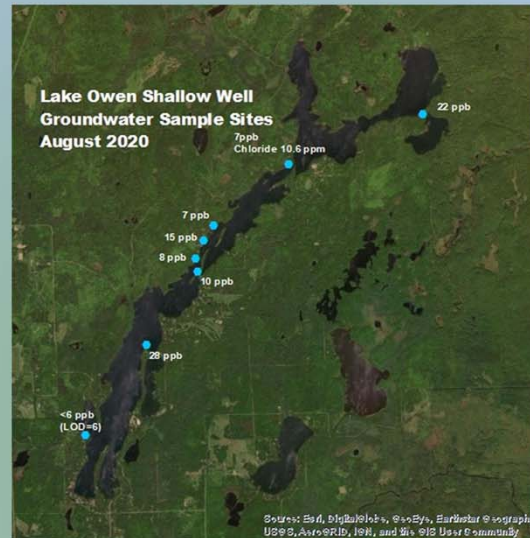 Lake Owen Shallow Well
Groundwater Sample Sites
August 2020
22 ppb
7ppb
Chloride 10.6 ppm
7 ppb
15 ppb
8 ppb
10 ppb
28 ppb
<6 ppb
(LOD=6)
Source: Esri, DigitalGlobe, GeoEye, Earthstar Geograph
USGS, AeroGRID, IGN, and the GIS User Community